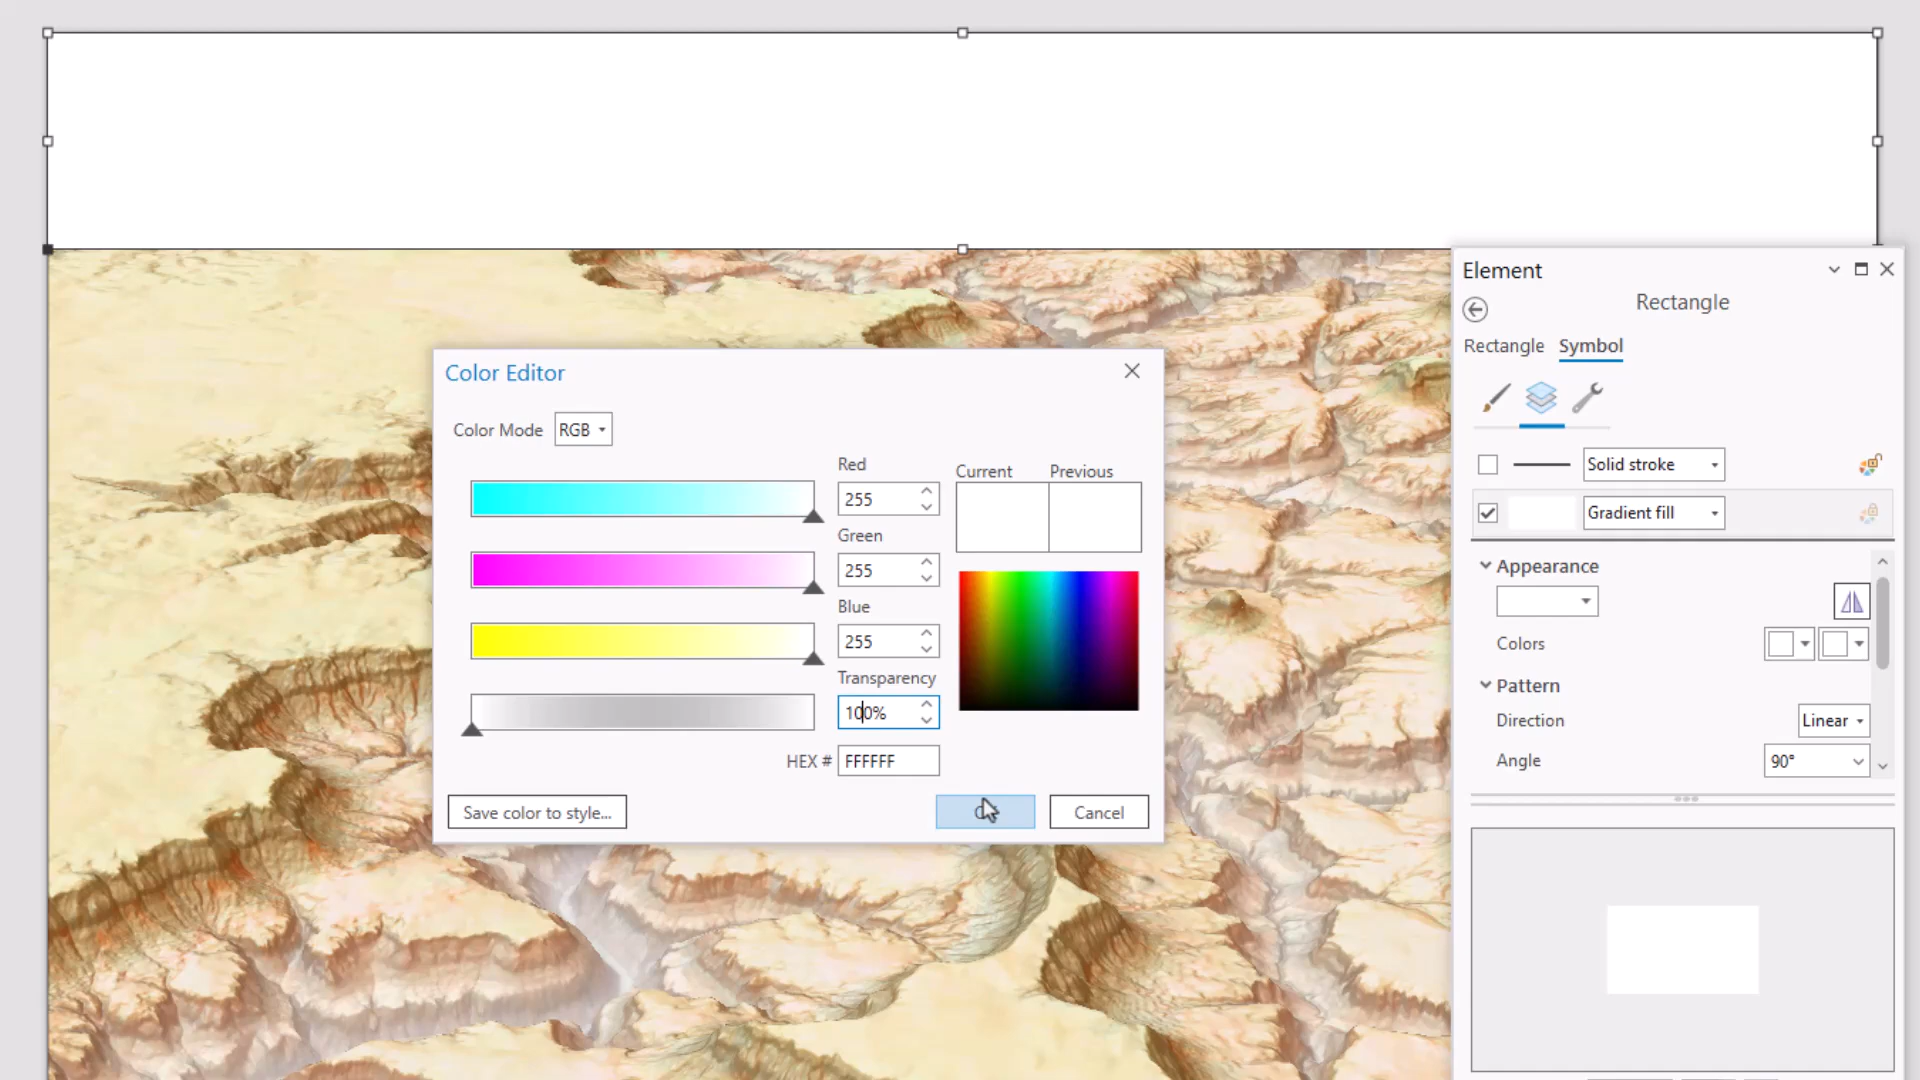 Element
Rectangle
Rectangle Symbol
Solid stroke
Gradient fill
Appearance
Colors
Pattern
Direction Linear
Angle 90°
Color Editor
Color Mode RGB
Red
255
Green
255
Blue
255
Transparency
100%
HEX # FFFFFF
Current Previous
Save color to style...
Cancel